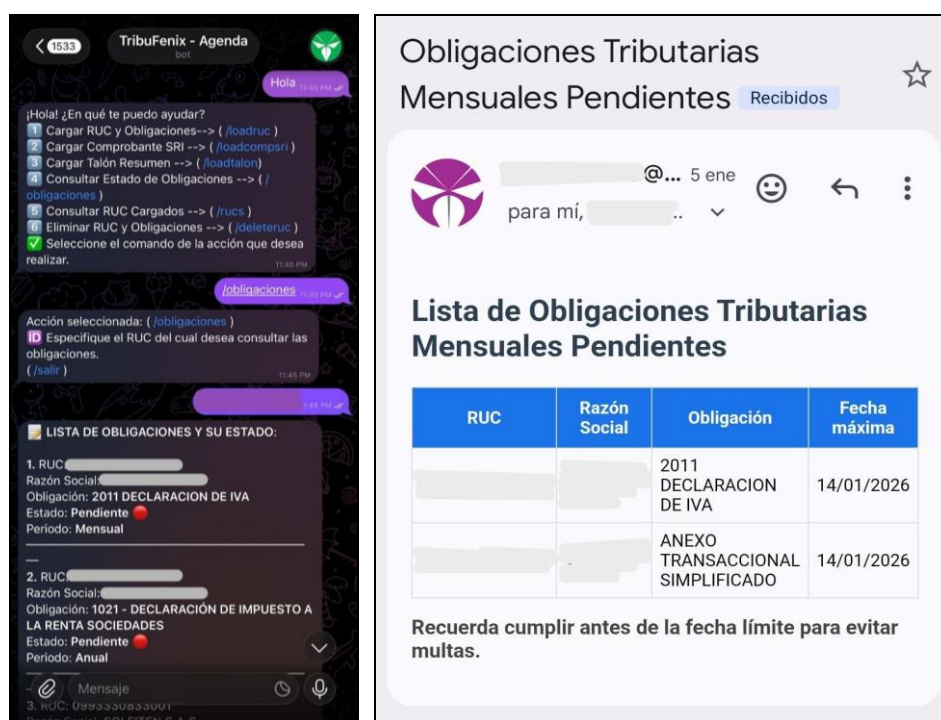 1533
TribuFenix - Agenda
bot
Hola 11:45 PM
¡Hola! ¿En qué te puedo ayudar?
1 Cargar RUC y Obligaciones--> ( /loadruc )
2 Cargar Comprobante SRI --> ( /loadcompsri )
3 Cargar Talón Resumen --> ( /loadtalon)
4 Consultar Estado de Obligaciones --> ( /
obligaciones )
5 Consultar RUC Cargados --> ( /rucs )
6 Eliminar RUC y Obligaciones --> ( /deleteruc )
Seleccione el comando de la acción que desea
realizar.
11:45 PM
/obligaciones 11:45 PM
Acción seleccionada: ( /obligaciones )
ID Especifique el RUC del cual desea consultar las
obligaciones.
( /salir )
11:45 PM
1:45 PM
LISTA DE OBLIGACIONES Y SU ESTADO:
1. RUC
Razón Social:
Obligación: 2011 DECLARACION DE IVA
Estado: Pendiente
Periodo: Mensual
2. RUC
Razón Social:
Obligación: 1021 - DECLARACIÓN DE IMPUESTO A
LA RENTA SOCIEDADES
Estado: Pendiente
Periodo: Anual
Mensaje
3. RUC:
Obligaciones Tributarias
Mensuales Pendientes Recibidos
@... 5 ene
para mí, ..
Lista de Obligaciones Tributarias
Mensuales Pendientes
RUC Razón Social Obligación Fecha máxima
2011
DECLARACION
DE IVA
14/01/2026
ANEXO
TRANSACCIONAL
SIMPLIFICADO
14/01/2026
Recuerda cumplir antes de la fecha límite para evitar
multas.